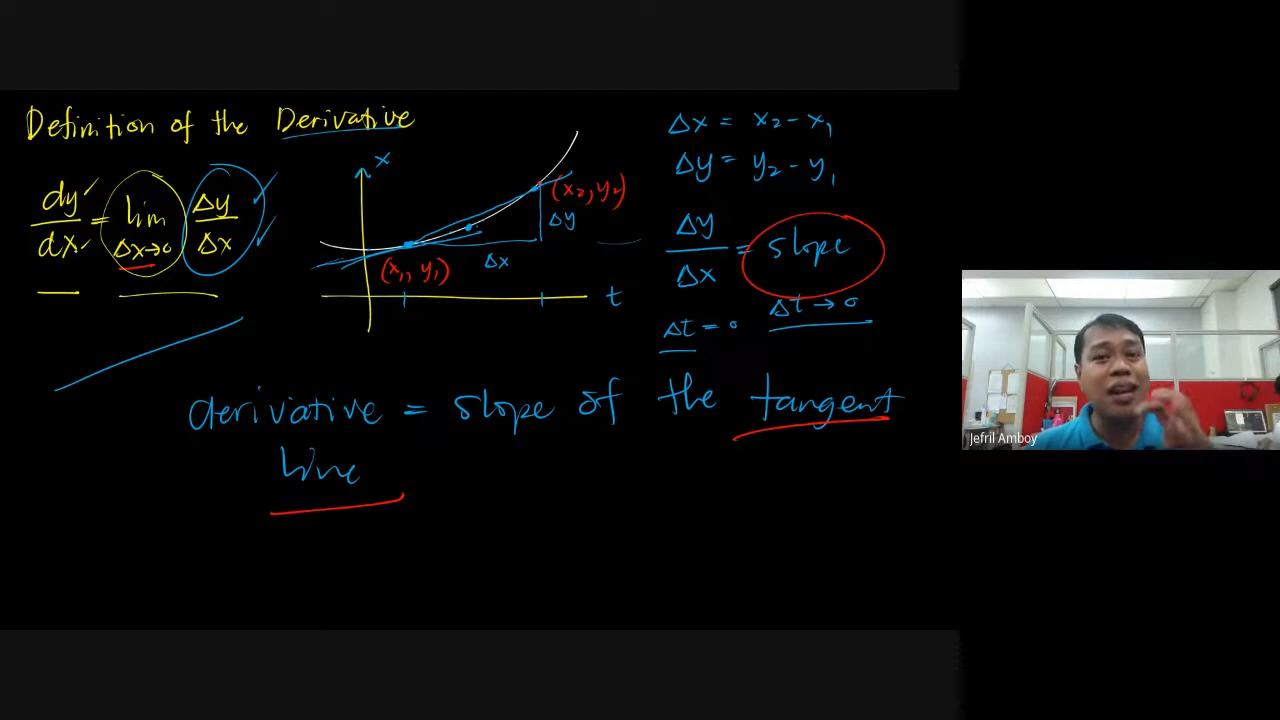 Definition of the Derivative
dy/dx = lim Δx→0 Δy/Δx
x
(x₂, y₂)
Δy
(x₁, y₁)
Δx
t
Δx = x₂ - x₁
Δy = y₂ - y₁
Δy/Δx = slope
Δt = 0
Δt → 0
derivative = slope of the tangent
line
Jefril Amboy